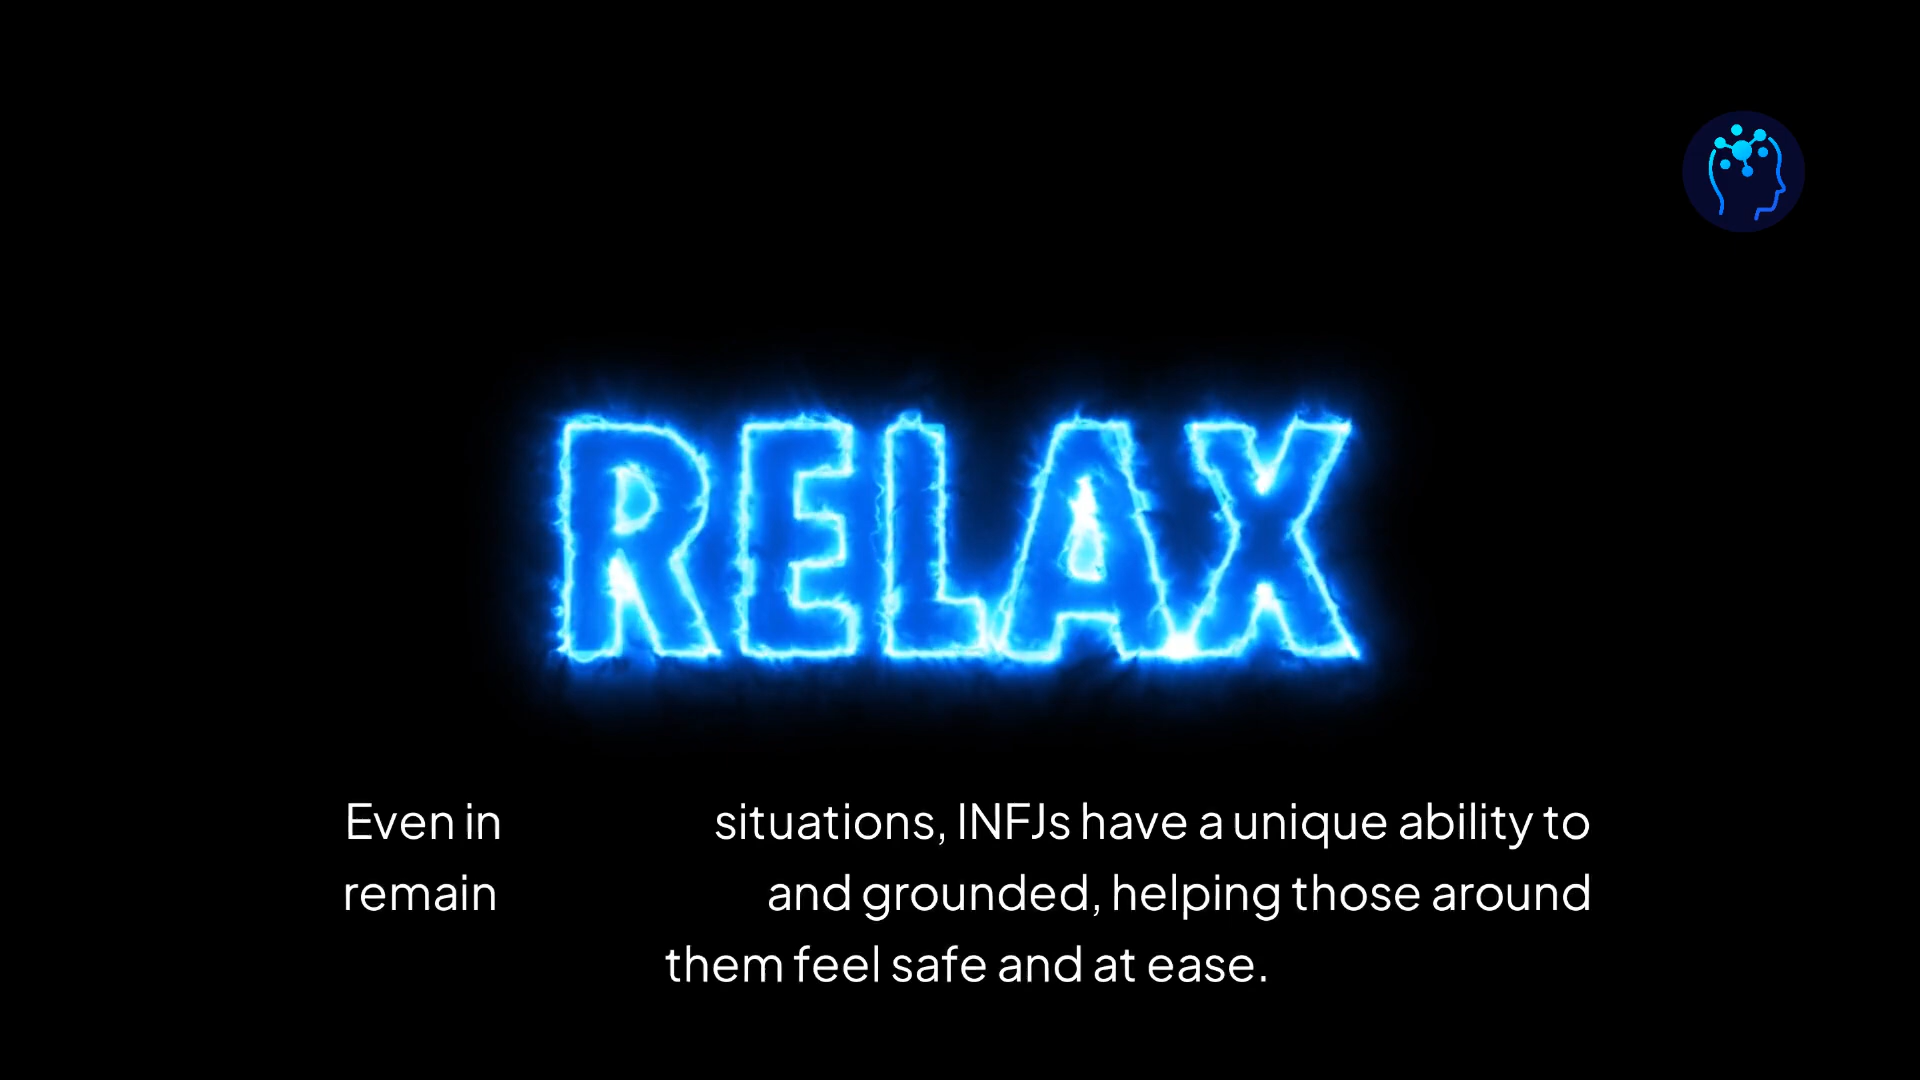 RELAX
Even in situations, INFJs have a unique ability to
remain and grounded, helping those around
them feel safe and at ease.